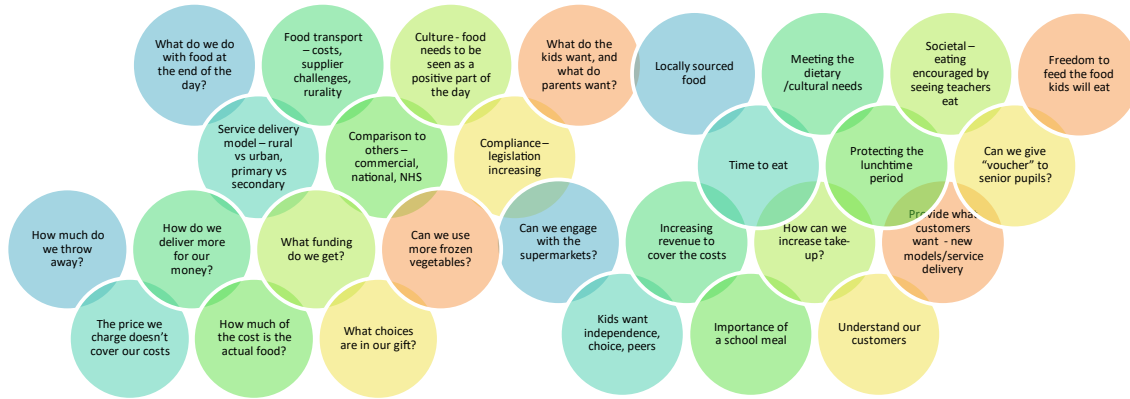 What do we do
with food at
the end of the
day?
Food transport
– costs,
supplier
challenges,
rurality
Culture - food
needs to be
seen as a
positive part of
the day
What do the
kids want, and
what do
parents want?
Locally sourced
food
Meeting the
dietary
/cultural needs
Societal –
eating
encouraged by
seeing teachers
eat
Freedom to
feed the food
kids will eat
Service delivery
model – rural
vs urban,
primary vs
secondary
Comparison to
others –
commercial,
national, NHS
Compliance –
legislation
increasing
Time to eat
Protecting the
lunchtime
period
Can we give
“voucher” to
senior pupils?
How much do
we throw
away?
How do we
deliver more
for our
money?
What funding
do we get?
Can we use
more frozen
vegetables?
Can we engage
with the
supermarkets?
Increasing
revenue to
cover the costs
How can we
increase take-
up?
Provide what
customers
want - new
models/service
delivery
The price we
charge doesn’t
cover our costs
How much of
the cost is the
actual food?
What choices
are in our gift?
Kids want
independence,
choice, peers
Importance of
a school meal
Understand our
customers